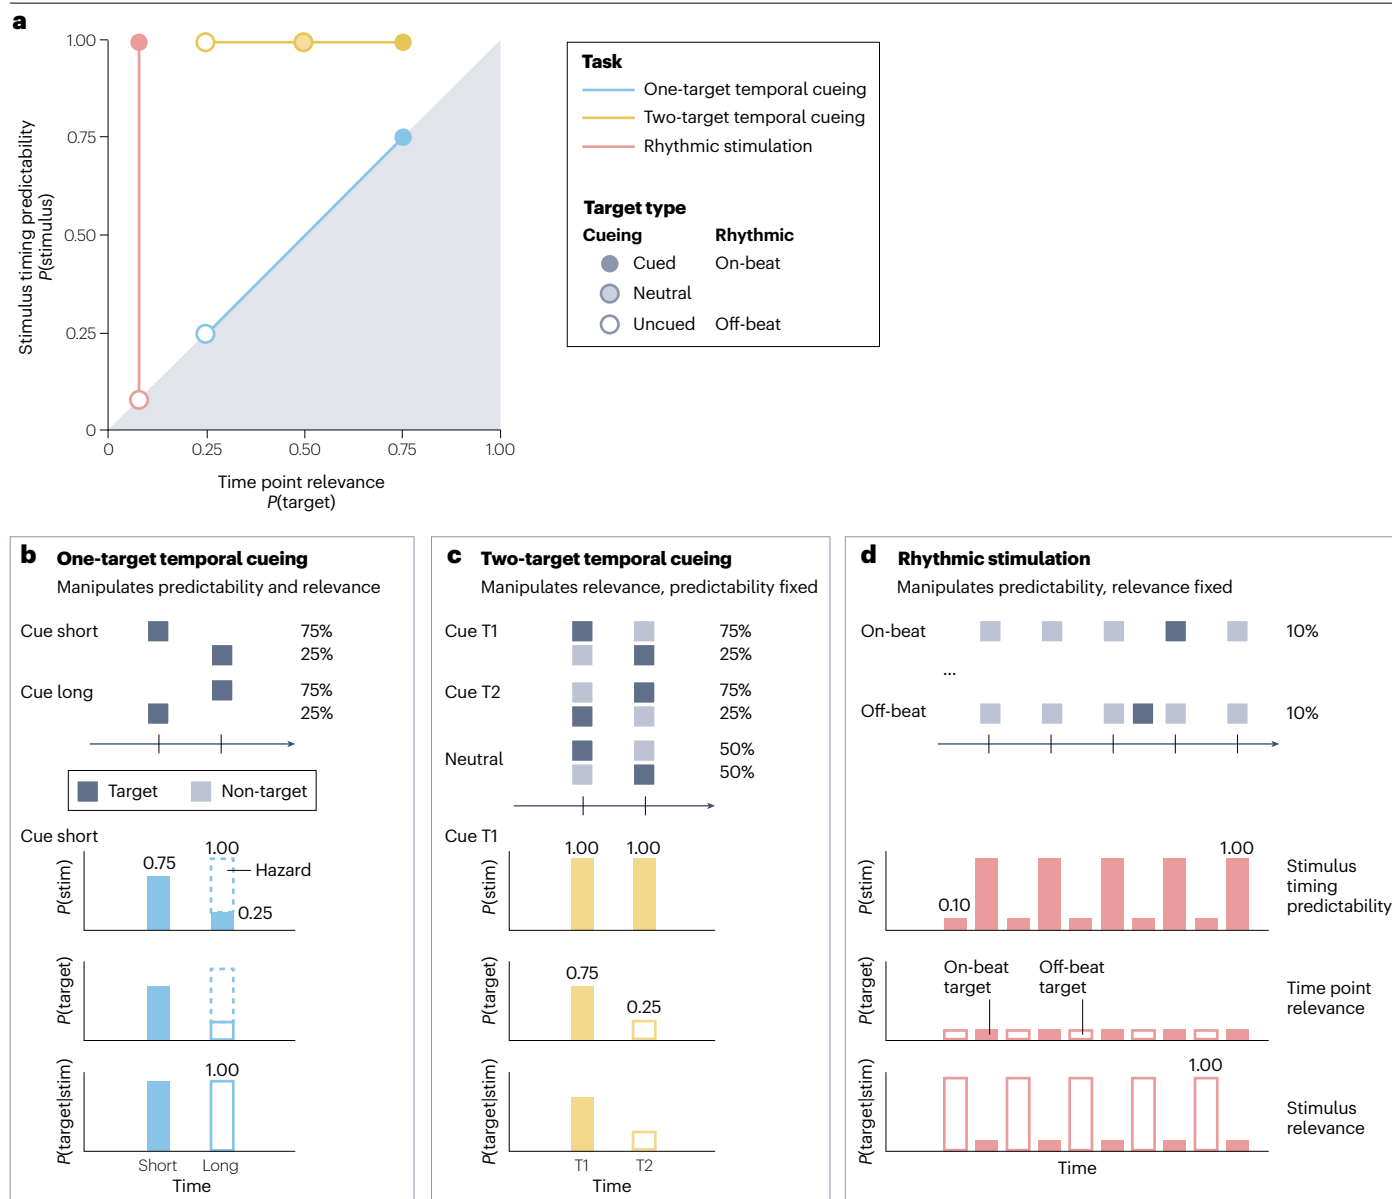 a
1.00
0.75
0.50
0.25
0
0
0.25
0.50
0.75
1.00
Stimulus timing predictability
P(stimulus)
Time point relevance
P(target)
Task
One-target temporal cueing
Two-target temporal cueing
Rhythmic stimulation
Target type
Cueing Rhythmic
Cued On-beat
Neutral
Uncued Off-beat
b One-target temporal cueing
Manipulates predictability and relevance
Cue short 75%
25%
Cue long 75%
25%
Target Non-target
Cue short
P(stim)
0.75
1.00
Hazard
0.25
P(target)
P(target|stim)
1.00
Short Long
Time
c Two-target temporal cueing
Manipulates relevance, predictability fixed
Cue T1 75%
25%
Cue T2 75%
25%
Neutral
50%
50%
Cue T1
P(stim)
1.00 1.00
P(target)
0.75
0.25
P(target|stim)
T1 T2
Time
d Rhythmic stimulation
Manipulates predictability, relevance fixed
On-beat 10%
...
Off-beat 10%
P(stim)
0.10
1.00
Stimulus
timing
predictability
P(target)
On-beat
target
Off-beat
target
Time point
relevance
P(target|stim)
1.00
Stimulus
relevance
Time